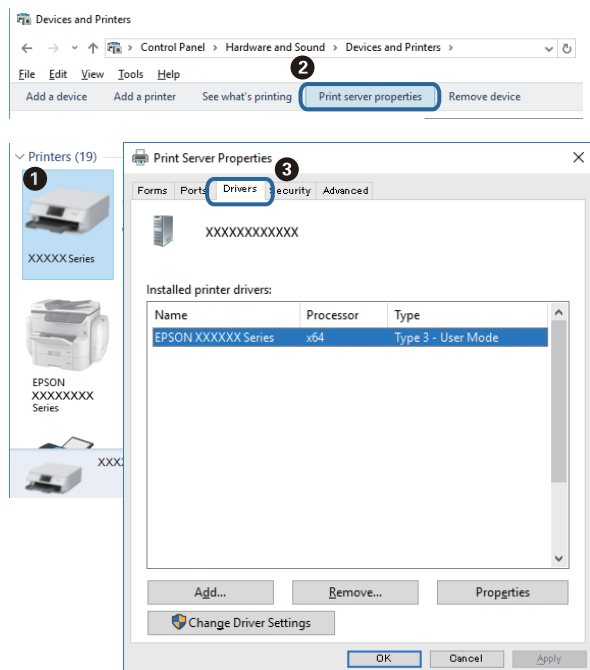 Devices and Printers
Control Panel > Hardware and Sound > Devices and Printers >
File Edit View Tools Help
2
Add a device Add a printer See what's printing Print server properties Remove device
Printers (19)
1
XXXXX Series
EPSON
XXXXXXXX
Series
XXX
Print Server Properties
3
Forms Ports Drivers ecurity Advanced
XXXXXXXXXXXX
Installed printer drivers:
Name Processor Type
EPSON XXXXXX Series x64 Type 3 - User Mode
Add... Remove... Properties
Change Driver Settings
OK Cancel Apply